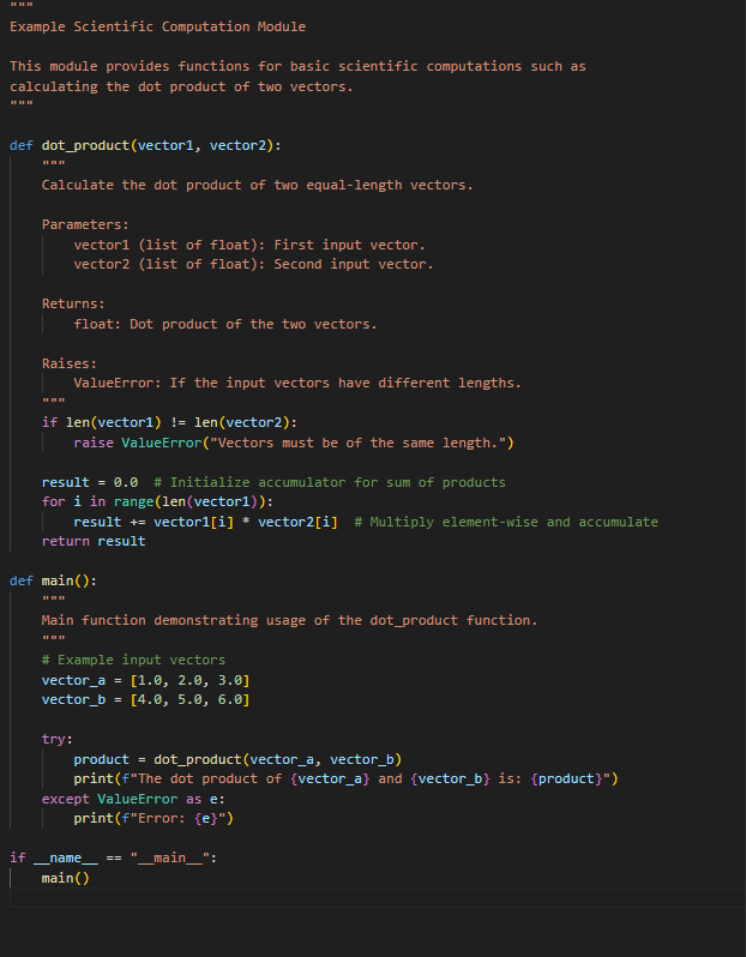 """
Example Scientific Computation Module
This module provides functions for basic scientific computations such as
calculating the dot product of two vectors.
"""
def dot_product(vector1, vector2):
    """
    Calculate the dot product of two equal-length vectors.
    Parameters:
        vector1 (list of float): First input vector.
        vector2 (list of float): Second input vector.
    Returns:
        float: Dot product of the two vectors.
    Raises:
        ValueError: If the input vectors have different lengths.
    """
    if len(vector1) != len(vector2):
        raise ValueError("Vectors must be of the same length.")
    result = 0.0  # Initialize accumulator for sum of products
    for i in range(len(vector1)):
        result += vector1[i] * vector2[i]  # Multiply element-wise and accumulate
    return result
def main():
    """
    Main function demonstrating usage of the dot_product function.
    """
    # Example input vectors
    vector_a = [1.0, 2.0, 3.0]
    vector_b = [4.0, 5.0, 6.0]
    try:
        product = dot_product(vector_a, vector_b)
        print(f"The dot product of {vector_a} and {vector_b} is: {product}")
    except ValueError as e:
        print(f"Error: {e}")
if __name__ == "__main__":
    main()